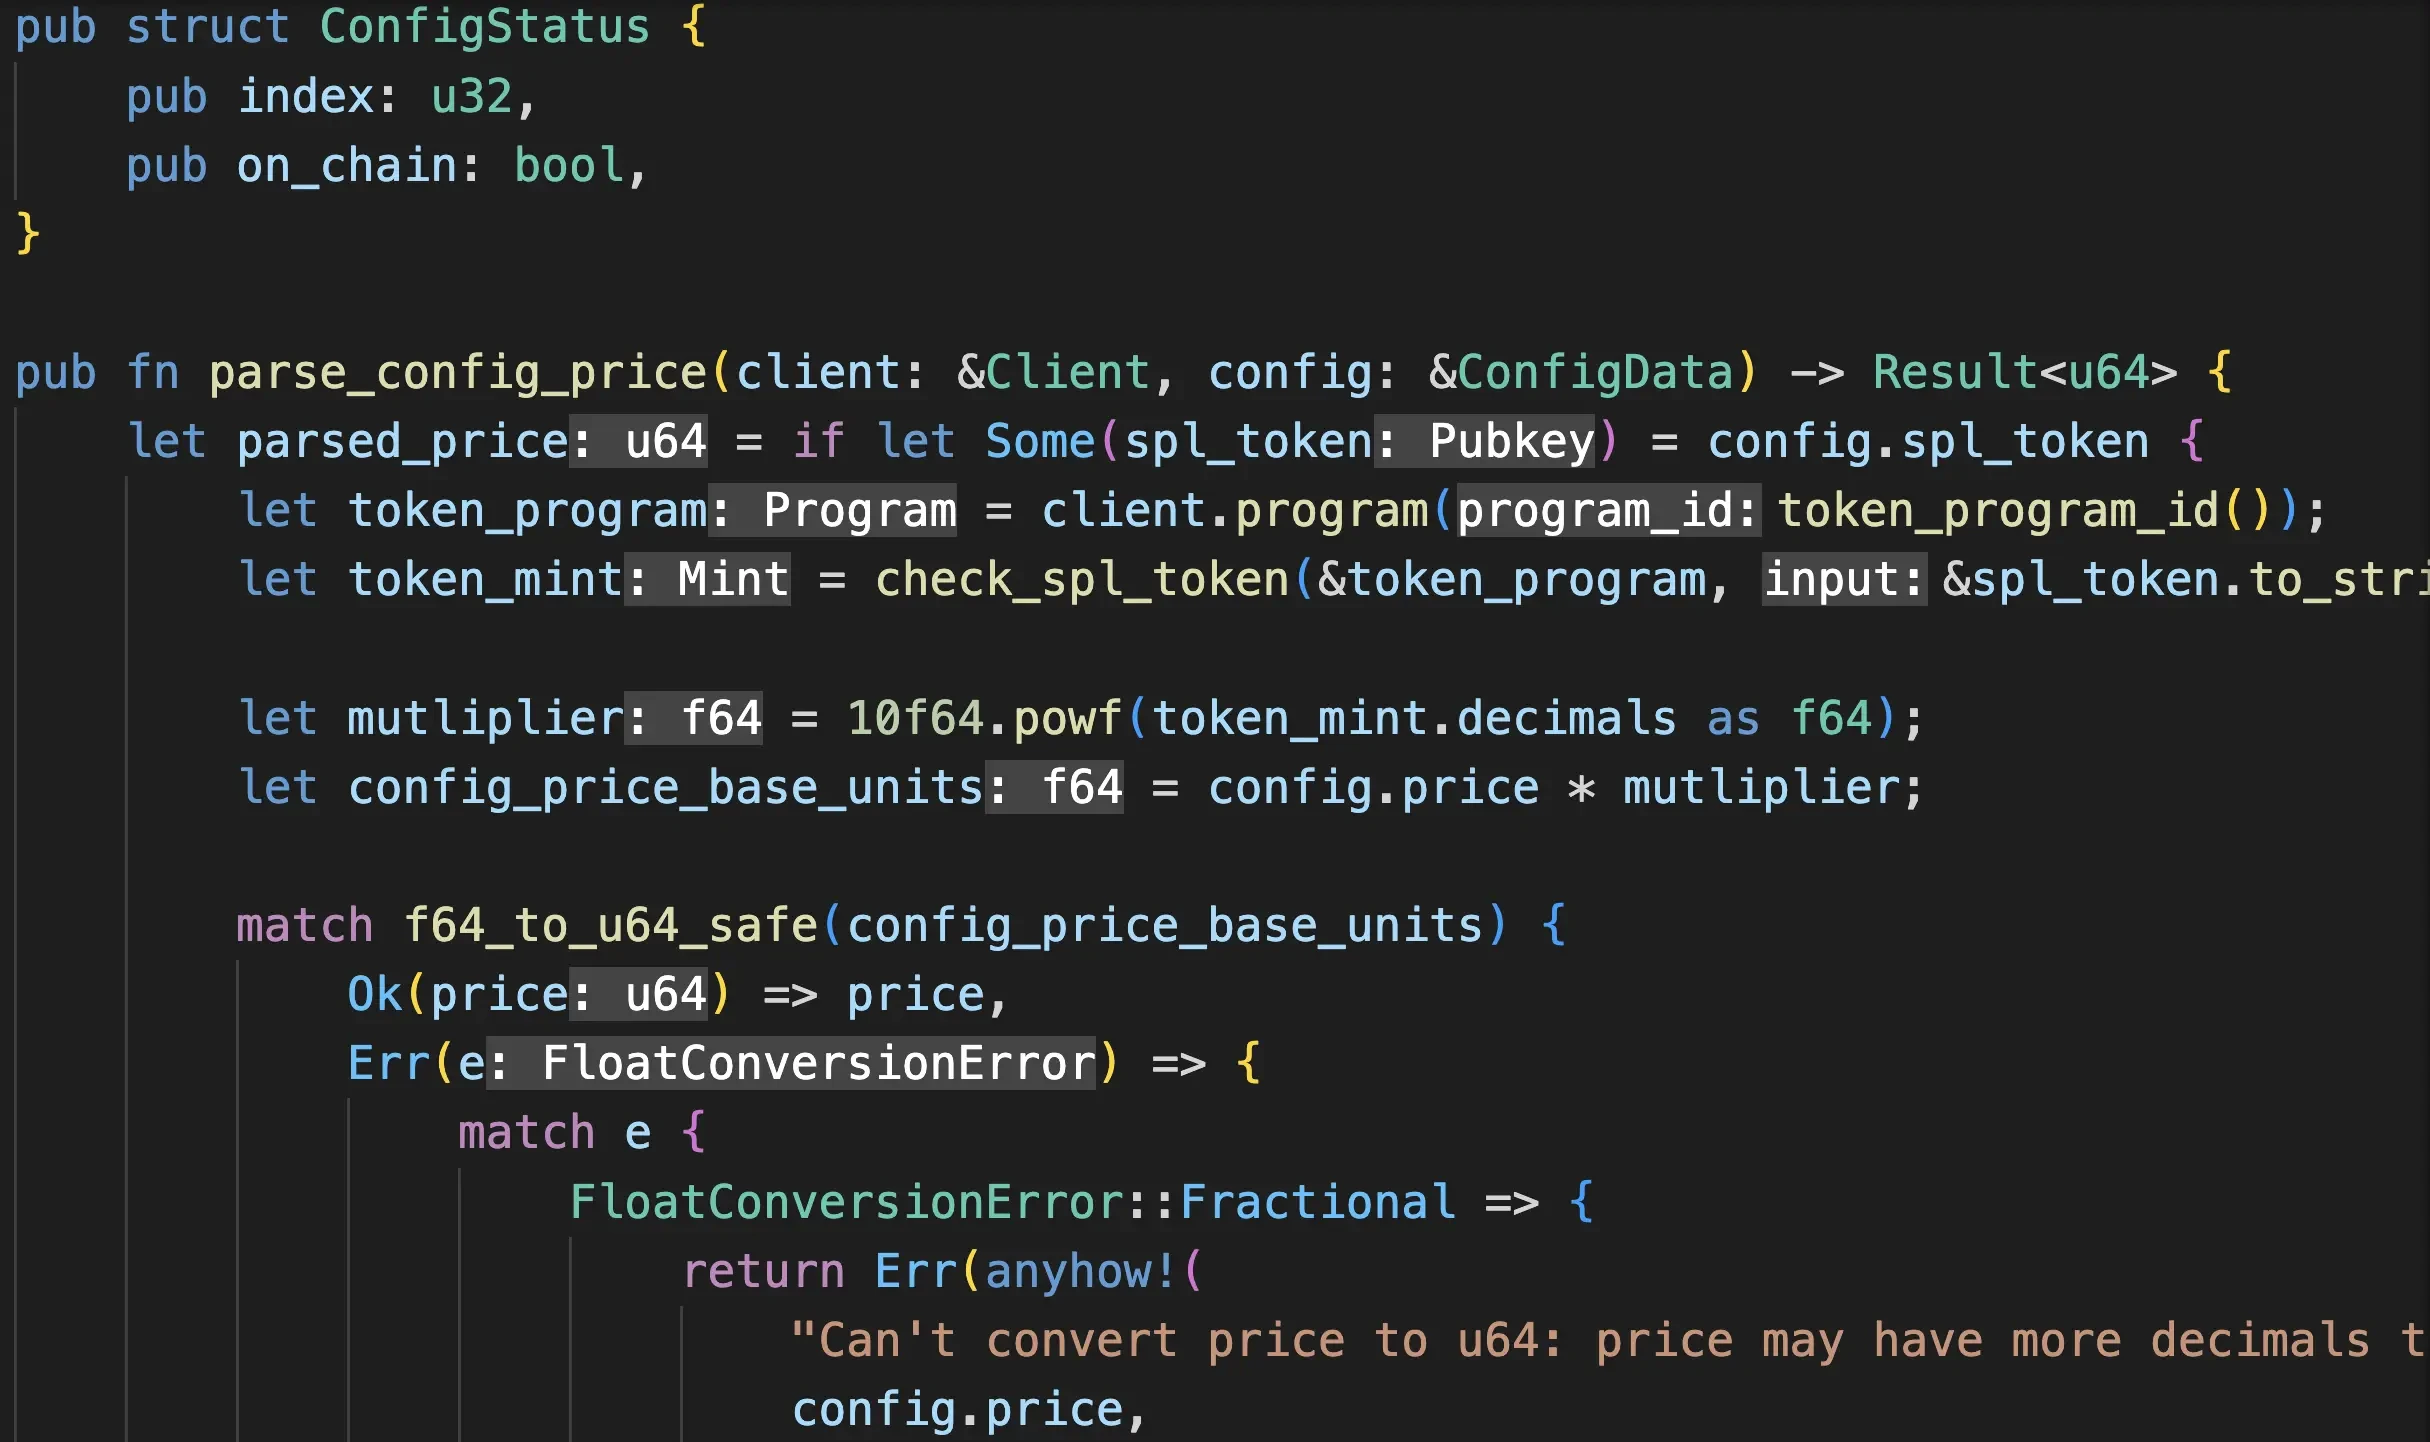 pub struct ConfigStatus {
    pub index: u32,
    pub on_chain: bool,
}
pub fn parse_config_price(client: &Client, config: &ConfigData) -> Result<u64> {
    let parsed_price: u64 = if let Some(spl_token: Pubkey) = config.spl_token {
        let token_program: Program = client.program(program_id: token_program_id());
        let token_mint: Mint = check_spl_token(&token_program, input: &spl_token.to_stri
        let mutliplier: f64 = 10f64.powf(token_mint.decimals as f64);
        let config_price_base_units: f64 = config.price * mutliplier;
        match f64_to_u64_safe(config_price_base_units) {
            Ok(price: u64) => price,
            Err(e: FloatConversionError) => {
                match e {
                    FloatConversionError::Fractional => {
                        return Err(anyhow!(
                            "Can't convert price to u64: price may have more decimals t
                            config.price,